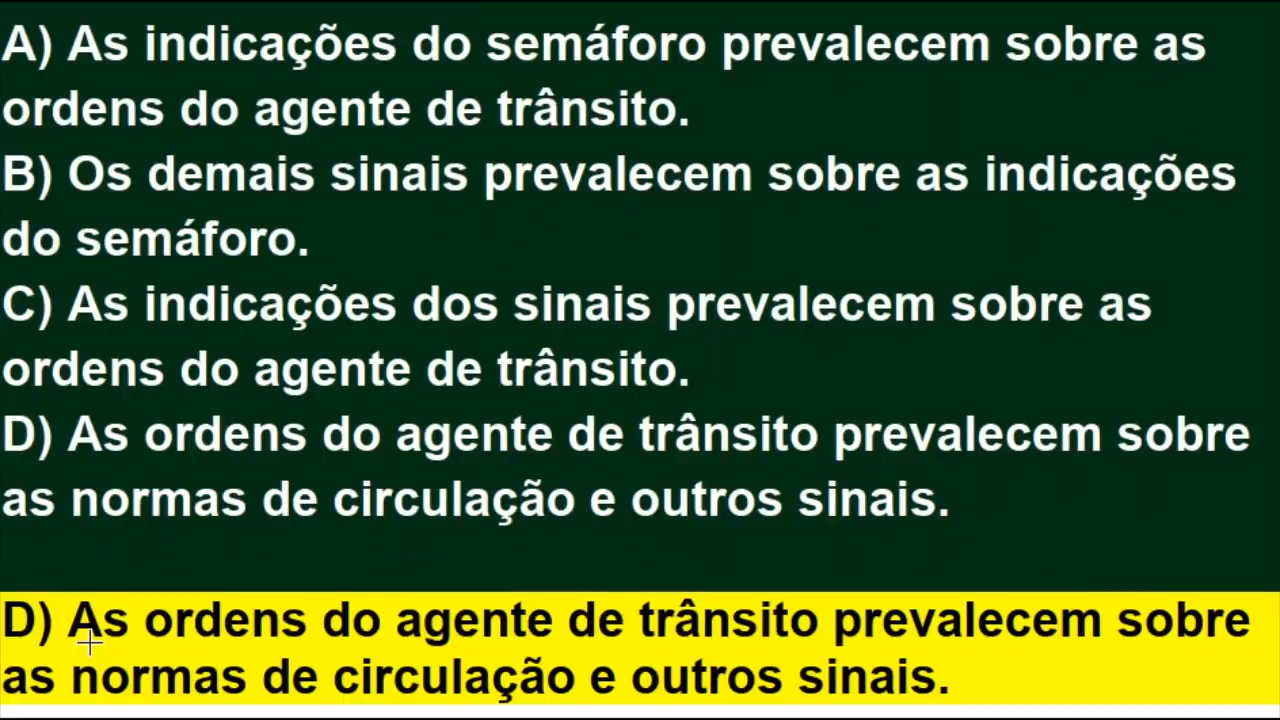 A) As indicações do semáforo prevalecem sobre as
ordens do agente de trânsito.
B) Os demais sinais prevalecem sobre as indicações
do semáforo.
C) As indicações dos sinais prevalecem sobre as
ordens do agente de trânsito.
D) As ordens do agente de trânsito prevalecem sobre
as normas de circulação e outros sinais.
D) As ordens do agente de trânsito prevalecem sobre
as normas de circulação e outros sinais.